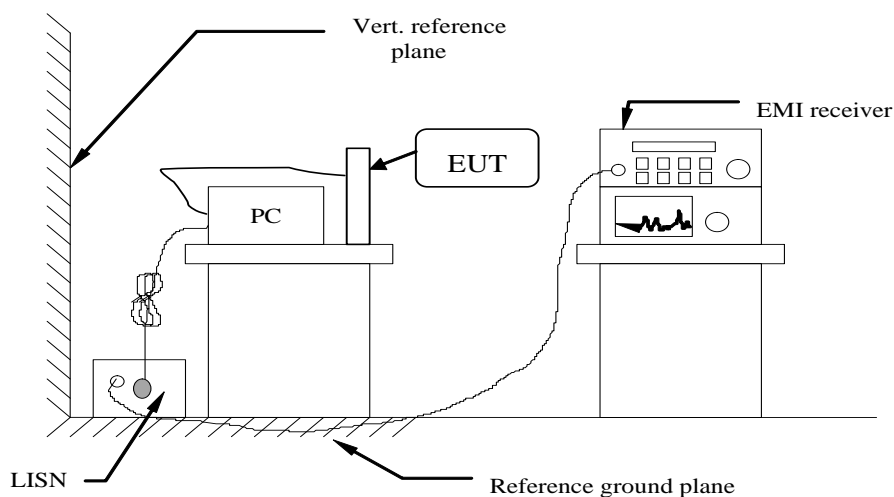 Vert. reference
plane
EMI receiver
EUT
PC
LISN
Reference ground plane